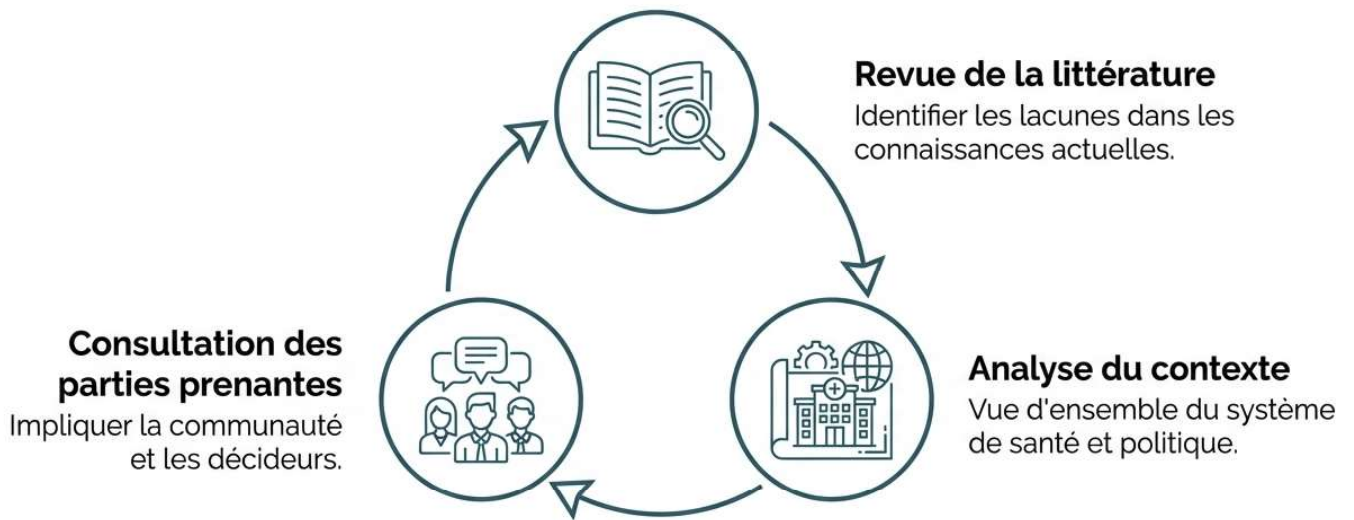 Revue de la littérature
Identifier les lacunes dans les
connaissances actuelles.
Analyse du contexte
Vue d'ensemble du système
de santé et politique.
Consultation des
parties prenantes
Impliquer la communauté
et les décideurs.